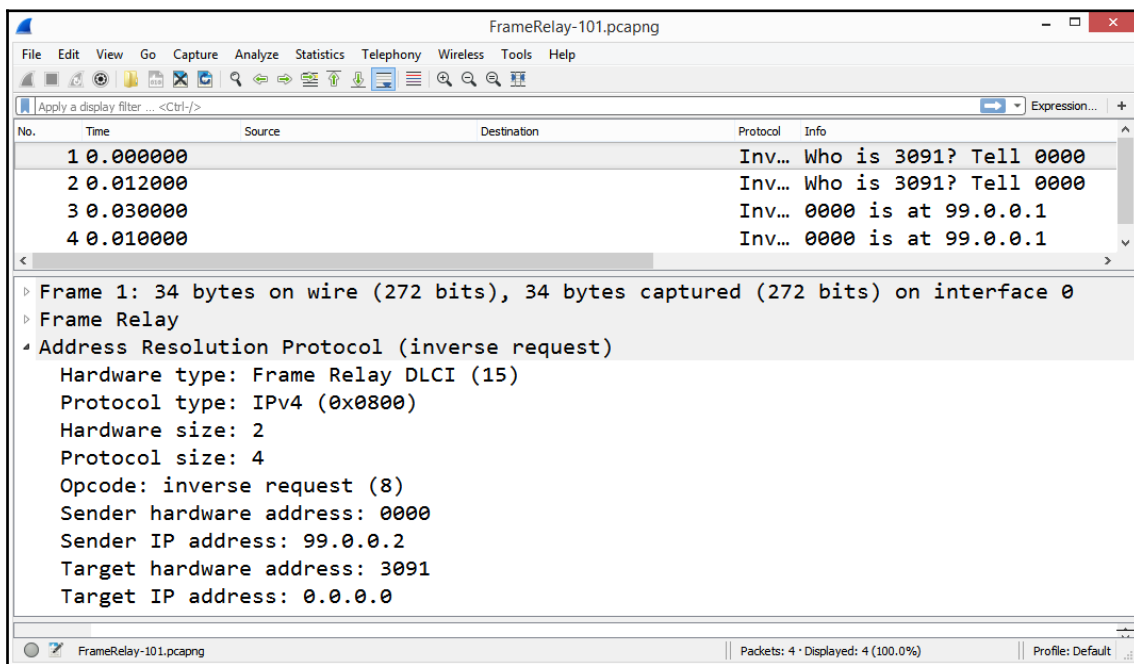 FrameRelay-101.pcapng
File Edit View Go Capture Analyze Statistics Telephony Wireless Tools Help
Apply a display filter ... <Ctrl-/> Expression... +
No. Time Source Destination Protocol Info
1 0.000000 Inv... Who is 3091? Tell 0000
2 0.012000 Inv... Who is 3091? Tell 0000
3 0.030000 Inv... 0000 is at 99.0.0.1
4 0.010000 Inv... 0000 is at 99.0.0.1
Frame 1: 34 bytes on wire (272 bits), 34 bytes captured (272 bits) on interface 0
Frame Relay
Address Resolution Protocol (inverse request)
Hardware type: Frame Relay DLCI (15)
Protocol type: IPv4 (0x0800)
Hardware size: 2
Protocol size: 4
Opcode: inverse request (8)
Sender hardware address: 0000
Sender IP address: 99.0.0.2
Target hardware address: 3091
Target IP address: 0.0.0.0
FrameRelay-101.pcapng Packets: 4 · Displayed: 4 (100.0%) Profile: Default